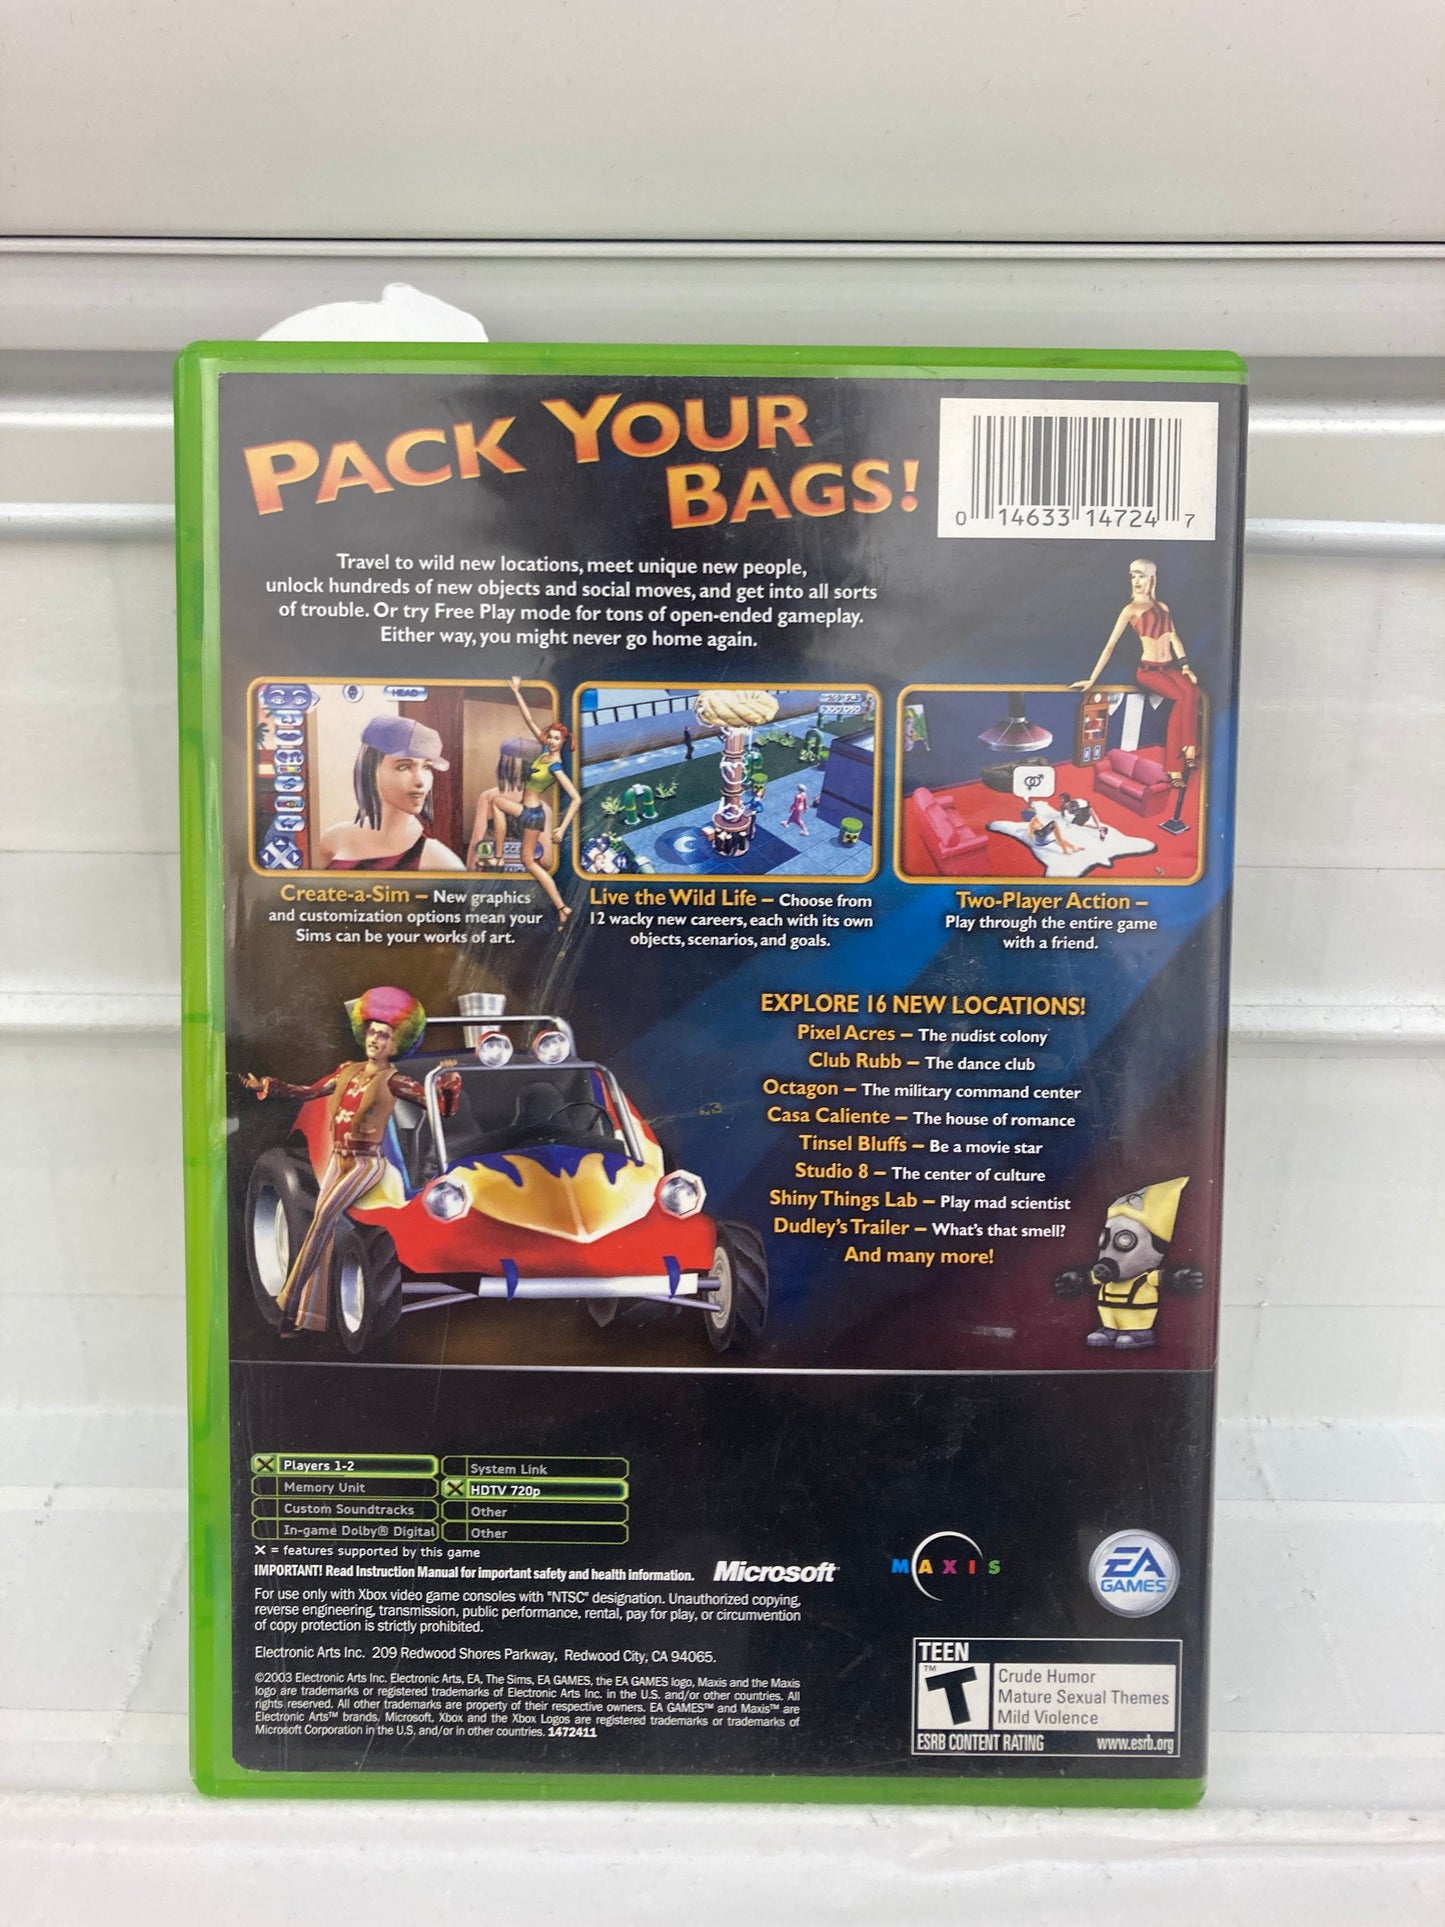 PACK YOUR
BAGS!
0 14633 14724 7
Travel to wild new locations, meet unique new people,
unlock hundreds of new objects and social moves, and get into all sorts
of trouble. Or try Free Play mode for tons of open-ended gameplay.
Either way, you might never go home again.
HEAD
Create-a-Sim – New graphics
and customization options mean your
Sims can be your works of art.
Live the Wild Life – Choose from
12 wacky new careers, each with its own
objects, scenarios, and goals.
Two-Player Action –
Play through the entire game
with a friend.
EXPLORE 16 NEW LOCATIONS!
Pixel Acres – The nudist colony
Club Rubb – The dance club
Octagon – The military command center
Casa Caliente – The house of romance
Tinsel Bluffs – Be a movie star
Studio 8 – The center of culture
Shiny Things Lab – Play mad scientist
Dudley's Trailer – What's that smell?
And many more!
X Players 1-2
Memory Unit
Custom Soundtracks
In-game Dolby® Digital
System Link
X HDTV 720p
Other
Other
X = features supported by this game
IMPORTANT! Read Instruction Manual for important safety and health information.
For use only with Xbox video game consoles with "NTSC" designation. Unauthorized copying,
reverse engineering, transmission, public performance, rental, pay for play, or circumvention
of copy protection is strictly prohibited.
Electronic Arts Inc. 209 Redwood Shores Parkway, Redwood City, CA 94065.
©2003 Electronic Arts Inc. Electronic Arts, EA, The Sims, EA GAMES, the EA GAMES logo, Maxis and the Maxis
logo are trademarks or registered trademarks of Electronic Arts Inc. in the U.S. and/or other countries. All
rights reserved. All other trademarks are property of their respective owners. EA GAMES™ and Maxis™ are
Electronic Arts™ brands. Microsoft, Xbox and the Xbox Logos are registered trademarks or trademarks of
Microsoft Corporation in the U.S. and/or in other countries. 1472411
Microsoft
MAXIS
EA
GAMES
TEEN
T™
Crude Humor
Mature Sexual Themes
Mild Violence
ESRB CONTENT RATING www.esrb.org